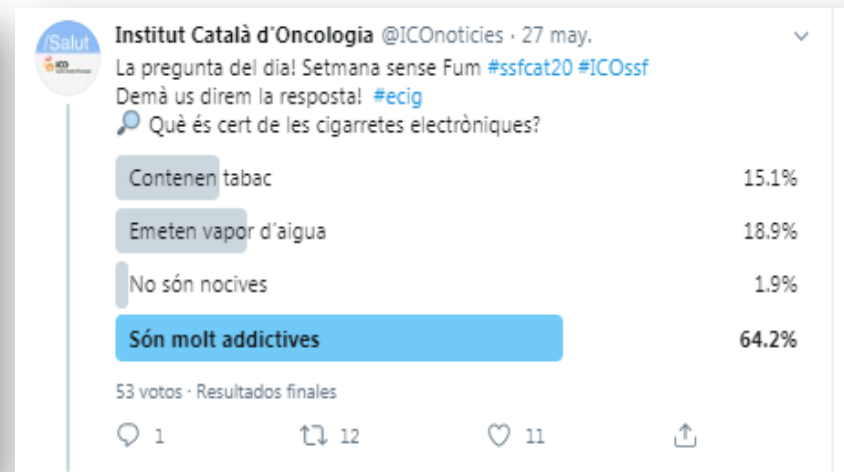 /Salut
ICO
Institut Català d'Oncologia @ICOnoticies · 27 may.
La pregunta del dia! Setmana sense Fum #ssfcat20 #ICOssf
Demà us direm la resposta! #ecig
🔎 Què és cert de les cigarretes electròniques?
Contenen tabac 15.1%
Emeten vapor d'aigua 18.9%
No són nocives 1.9%
Són molt addictives 64.2%
53 votos · Resultados finales
1 12 11